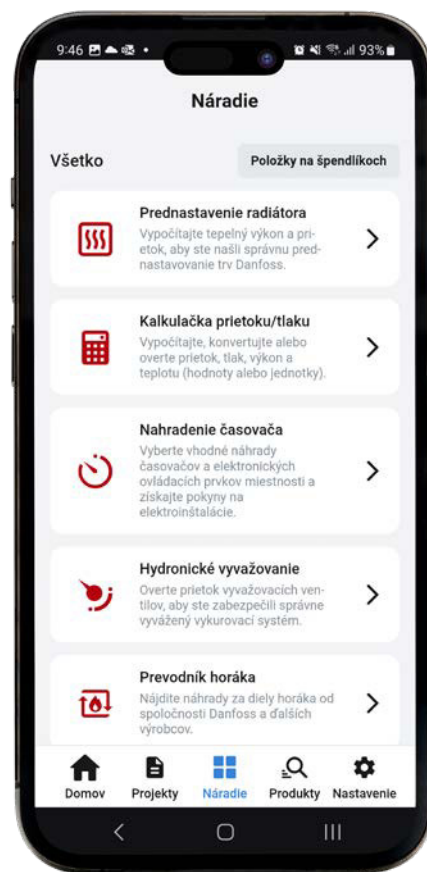 9:46
93%
Náradie
Všetko
Položky na špendlíkoch
Prednastavenie radiátora
Vypočítajte tepelný výkon a pri-
etok, aby ste našli správnu pred-
nastavovanie trv Danfoss.
Kalkulačka prietoku/tlaku
Vypočítajte, konvertujte alebo
overte prietok, tlak, výkon a
teplotu (hodnoty alebo jednotky).
Nahradenie časovača
Vyberte vhodné náhrady
časovačov a elektronických
ovládacích prvkov miestnosti a
získajte pokyny na
elektroinštalácie.
Hydronické vyvažovanie
Overte prietok vyvažovacích ven-
tilov, aby ste zabezpečili správne
vyvážený vykurovací systém.
Prevodník horáka
Nájdite náhrady za diely horáka od
spoločnosti Danfoss a ďalších
výrobcov.
Domov Projekty Náradie Produkty Nastavenie